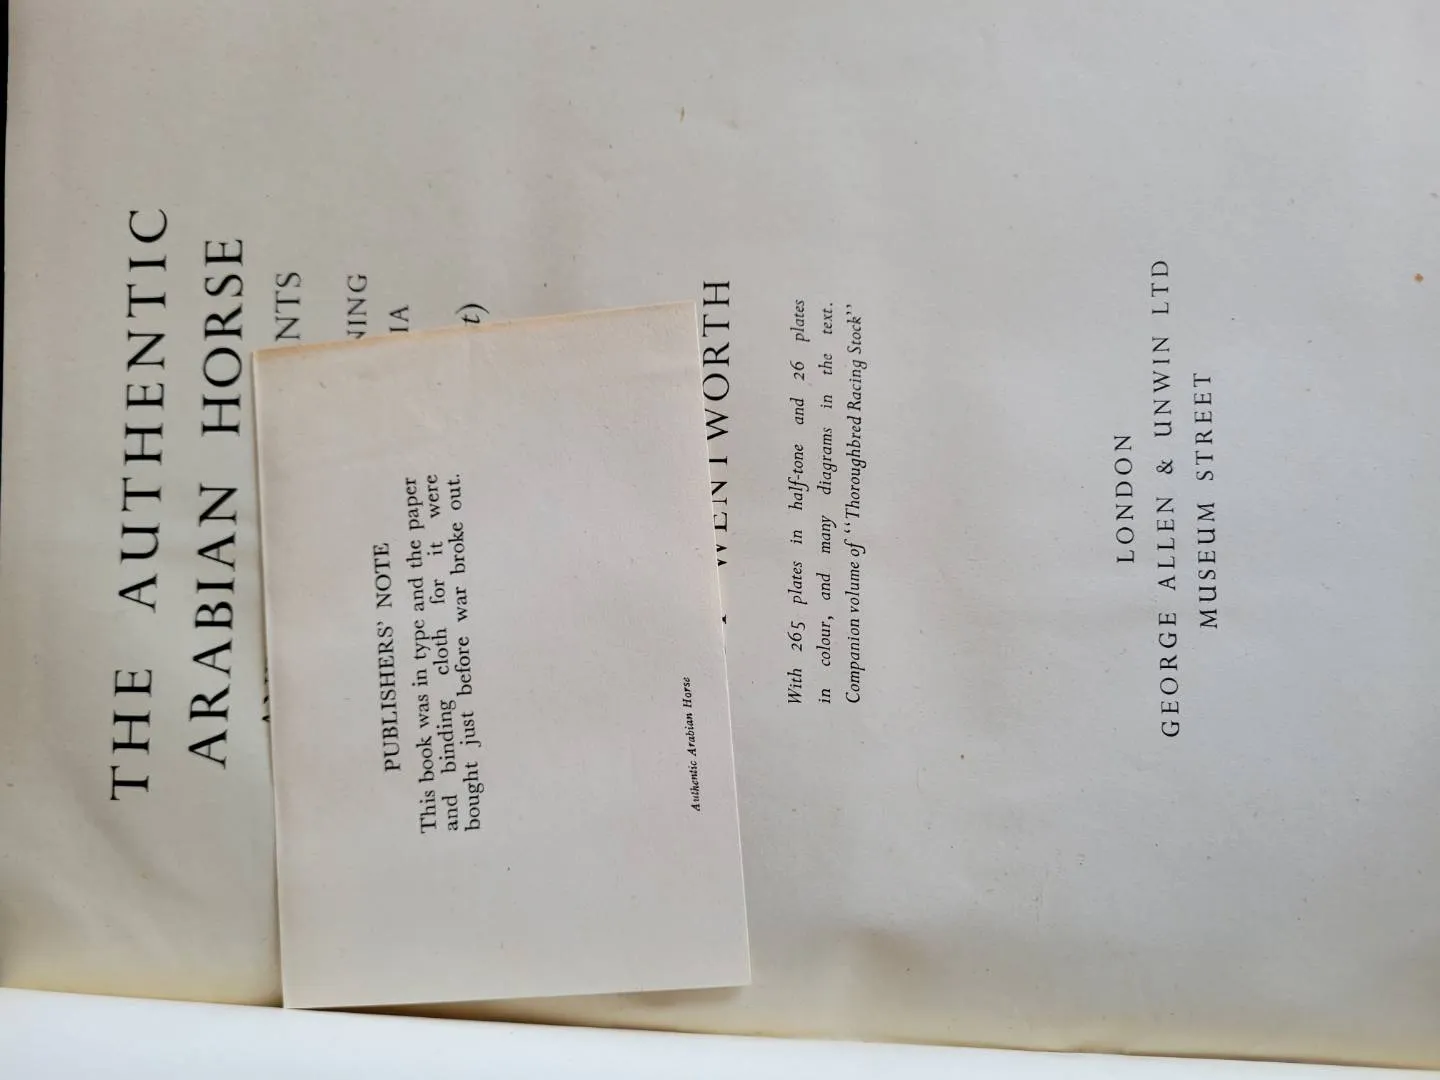 THE AUTHENTIC
ARABIAN HORSE
NTS
NING
IA
t)
WENTWORTH
PUBLISHERS' NOTE
This book was in type and the paper
and binding cloth for it were
bought just before war broke out.
Authentic Arabian Horse
With 265 plates in half-tone and 26 plates
in colour, and many diagrams in the text.
Companion volume of “Thoroughbred Racing Stock”
LONDON
GEORGE ALLEN & UNWIN LTD
MUSEUM STREET